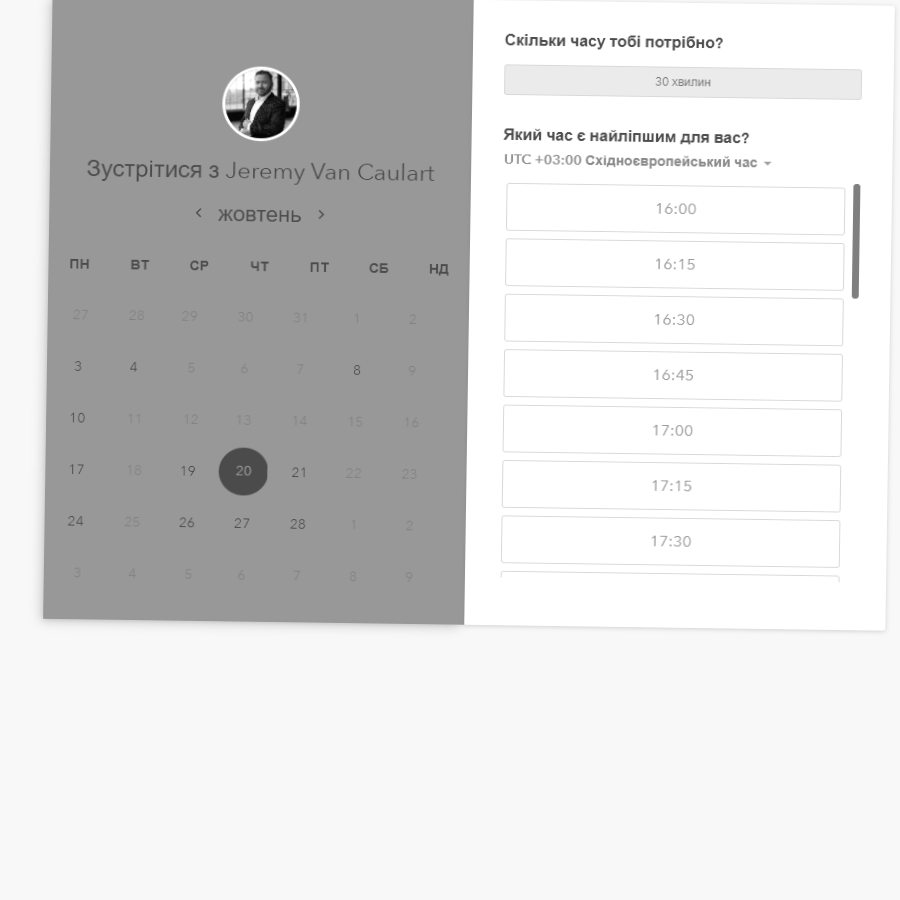 Зустрітися з Jeremy Van Caulart
жовтень
ПН ВТ СР ЧТ ПТ СБ НД
27 28 29 30 31 1 2
3 4 5 6 7 8 9
10 11 12 13 14 15 16
17 18 19 20 21 22 23
24 25 26 27 28 1 2
3 4 5 6 7 8 9
Скільки часу тобі потрібно?
30 хвилин
Який час є найліпшим для вас?
UTC +03:00 Східноєвропейський час
16:00
16:15
16:30
16:45
17:00
17:15
17:30